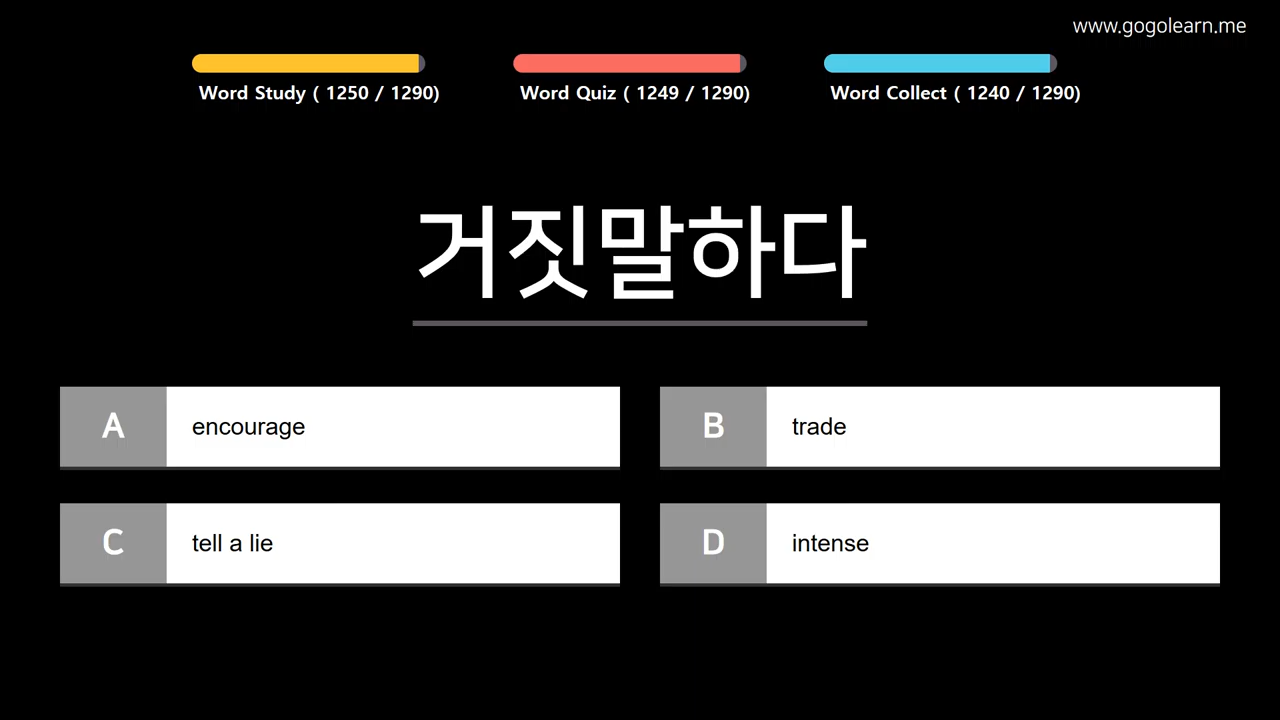 www.gogolearn.me
Word Study ( 1250 / 1290)
Word Quiz ( 1249 / 1290)
Word Collect ( 1240 / 1290)
거짓말하다
A encourage
B trade
C tell a lie
D intense